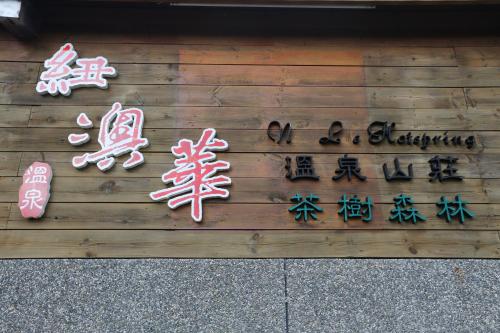 紐澳華
溫泉
Hotspring
溫泉山莊
茶樹森林